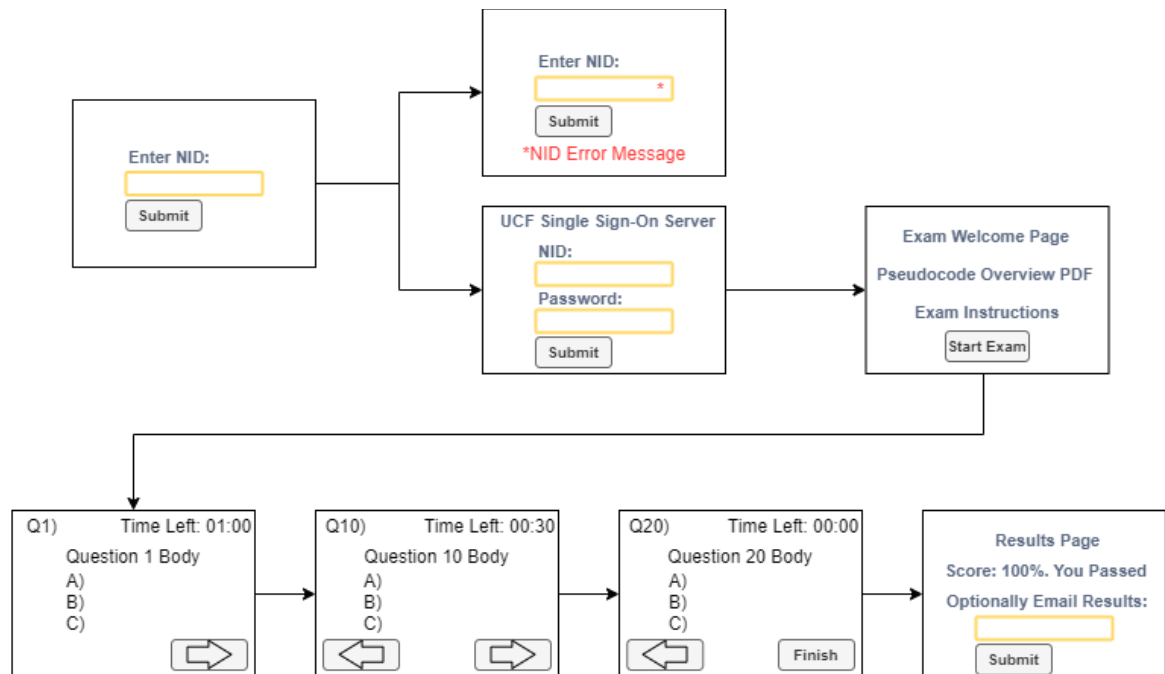 Enter NID:
Submit
Enter NID:
*
Submit
*NID Error Message
UCF Single Sign-On Server
NID:
Password:
Submit
Exam Welcome Page
Pseudocode Overview PDF
Exam Instructions
Start Exam
Q1) Time Left: 01:00
Question 1 Body
A)
B)
C)
Q10) Time Left: 00:30
Question 10 Body
A)
B)
C)
Q20) Time Left: 00:00
Question 20 Body
A)
B)
C)
Finish
Results Page
Score: 100%. You Passed
Optionally Email Results:
Submit